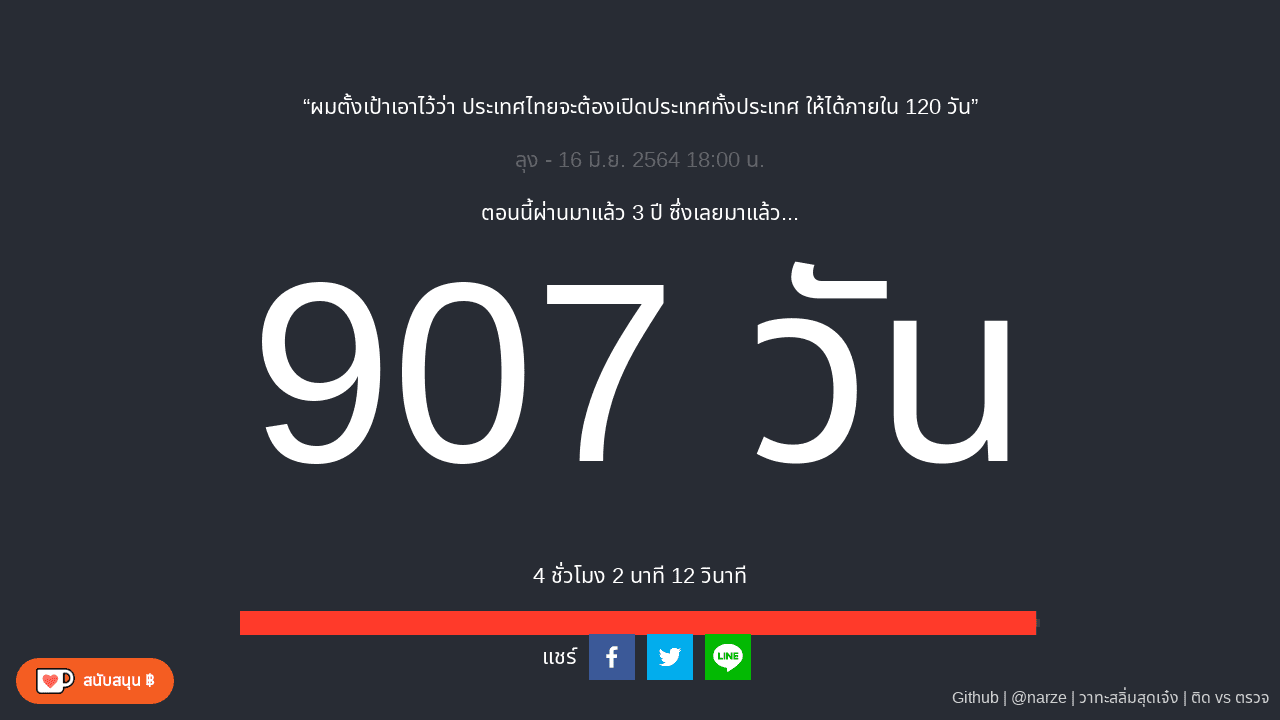 “ผมตั้งเป้าเอาไว้ว่า ประเทศไทยจะต้องเปิดประเทศทั้งประเทศ ให้ได้ภายใน 120 วัน”
ลุง - 16 มิ.ย. 2564 18:00 น.
ตอนนี้ผ่านมาแล้ว 3 ปี ซึ่งเลยมาแล้ว...
907 วัน
4 ชั่วโมง 2 นาที 12 วินาที
แชร์
LINE
สนับสนุน ฿
Github | @narze | วาทะสลิ่มสุดเจ๋ง | ติด vs ตรวจ